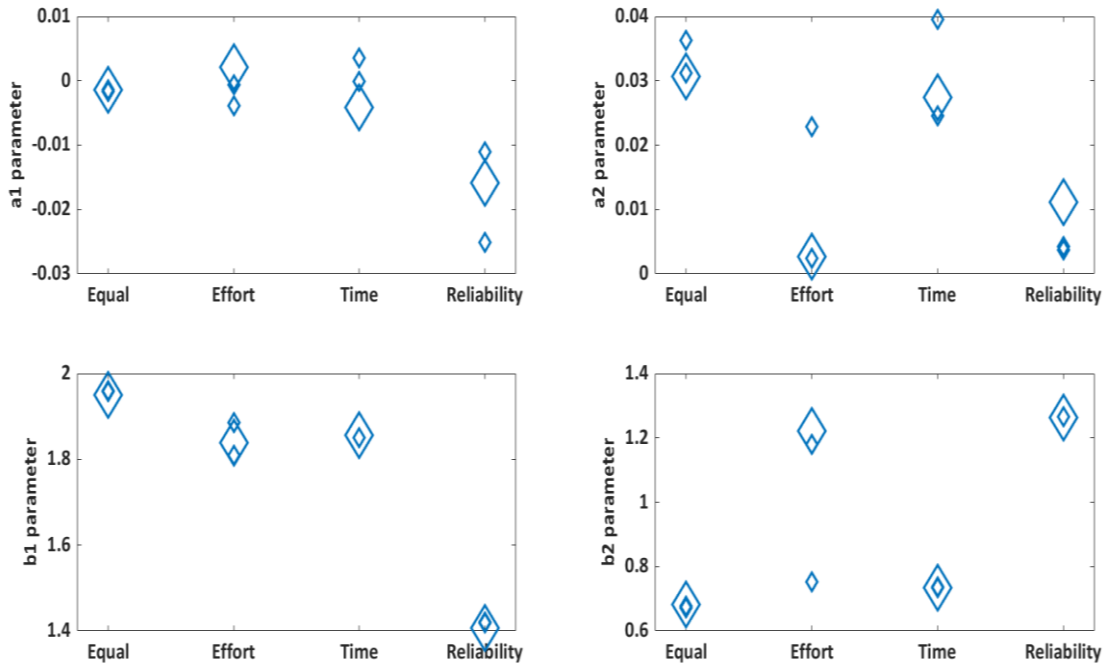 0.01
0
-0.01
-0.02
-0.03
a1 parameter
Equal Effort Time Reliability
0.04
0.03
0.02
0.01
0
a2 parameter
Equal Effort Time Reliability
2
1.8
1.6
1.4
b1 parameter
Equal Effort Time Reliability
1.4
1.2
1
0.8
0.6
b2 parameter
Equal Effort Time Reliability